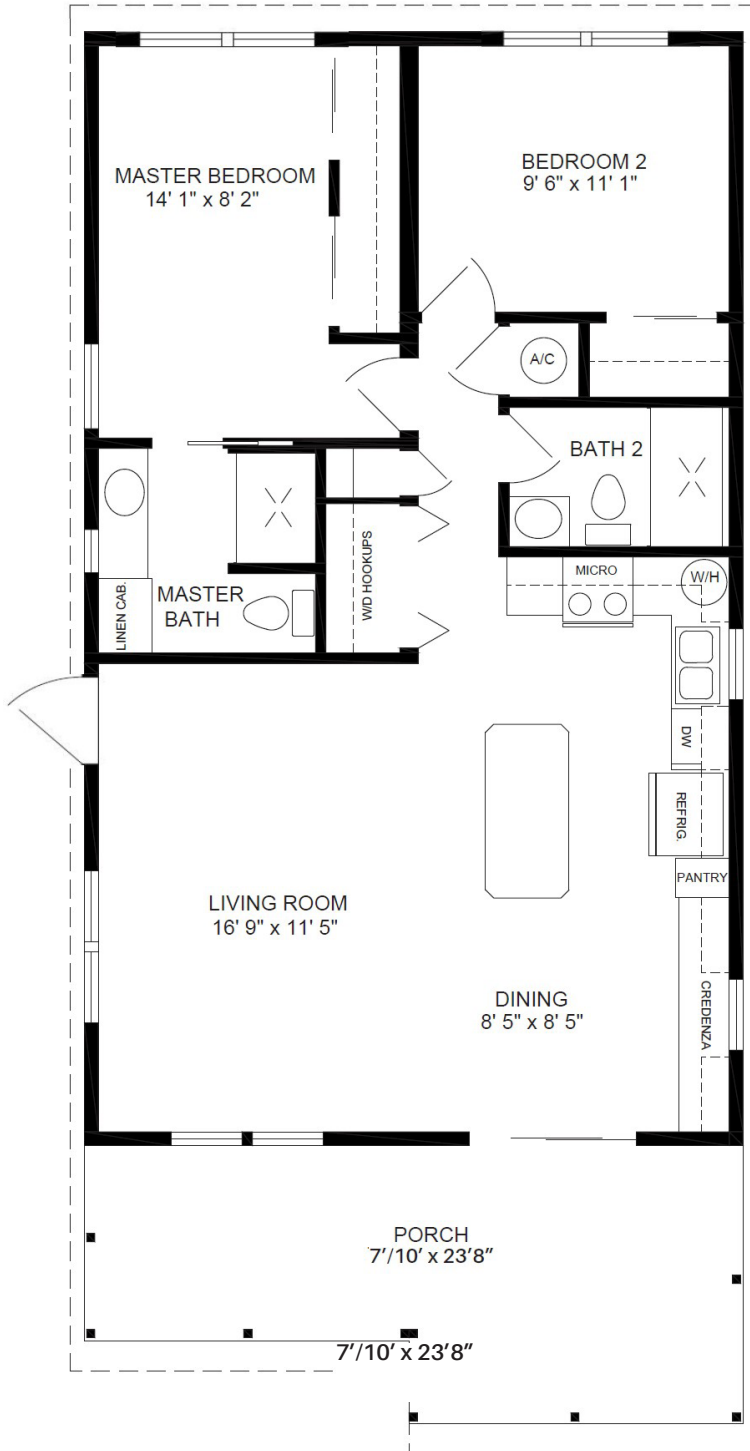 MASTER BEDROOM
14' 1" x 8' 2"
BEDROOM 2
9' 6" x 11' 1"
A/C
BATH 2
W/D HOOKUPS
MICRO
W/H
LINEN CAB.
MASTER
BATH
DW
REFRIG.
PANTRY
LIVING ROOM
16' 9" x 11' 5"
DINING
8' 5" x 8' 5"
CREDENZA
PORCH
7'/10' x 23'8"
7'/10' x 23'8"